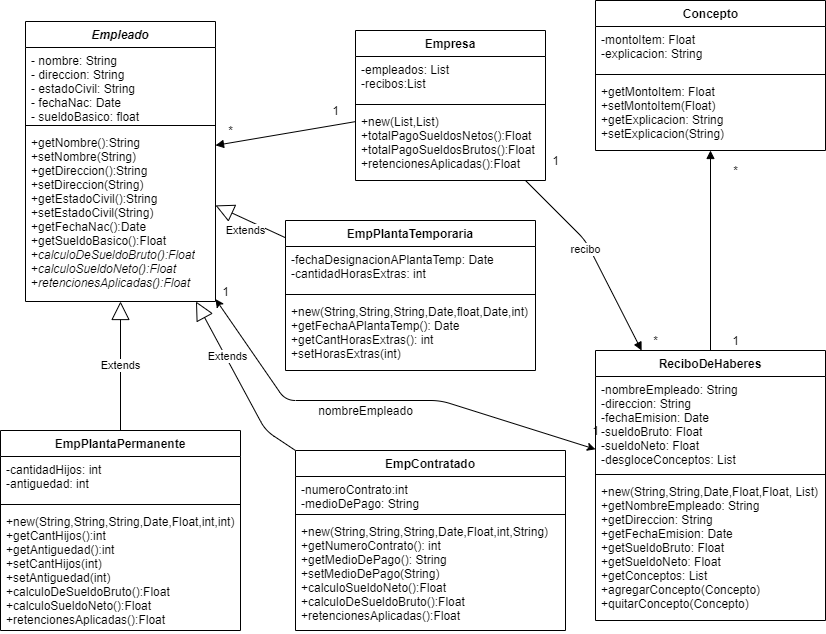 Empleado
- nombre: String
- direccion: String
- estadoCivil: String
- fechaNac: Date
- sueldoBasico: float
+getNombre():String
+setNombre(String)
+getDireccion():String
+setDireccion(String)
+getEstadoCivil():String
+setEstadoCivil(String)
+getFechaNac():Date
+getSueldoBasico():Float
+calculoDeSueldoBruto():Float
+calculoSueldoNeto():Float
+retencionesAplicadas():Float
Empresa
-empleados: List
-recibos:List
+new(List,List)
+totalPagoSueldosNetos():Float
+totalPagoSueldosBrutos():Float
+retencionesAplicadas():Float
Concepto
-montoItem: Float
-explicacion: String
+getMontoItem: Float
+setMontoItem(Float)
+getExplicacion: String
+setExplicacion(String)
1
*
1
*
recibo
*
1
Extends
EmpPlantaTemporaria
-fechaDesignacionAPlantaTemp: Date
-cantidadHorasExtras: int
+new(String,String,String,Date,float,Date,int)
+getFechaAPlantaTemp(): Date
+getCantHorasExtras(): int
+setHorasExtras(int)
1
Extends
Extends
nombreEmpleado
1
ReciboDeHaberes
-nombreEmpleado: String
-direccion: String
-fechaEmision: Date
-sueldoBruto: Float
-sueldoNeto: Float
-desgloceConceptos: List
+new(String,String,Date,Float,Float, List)
+getNombreEmpleado: String
+getDireccion: String
+getFechaEmision: Date
+getSueldoBruto: Float
+getSueldoNeto: Float
+getConceptos: List
+agregarConcepto(Concepto)
+quitarConcepto(Concepto)
EmpPlantaPermanente
-cantidadHijos: int
-antiguedad: int
+new(String,String,String,Date,Float,int,int)
+getCantHijos():int
+getAntiguedad():int
+setCantHijos(int)
+setAntiguedad(int)
+calculoDeSueldoBruto():Float
+calculoSueldoNeto():Float
+retencionesAplicadas():Float
EmpContratado
-numeroContrato:int
-medioDePago: String
+new(String,String,String,Date,Float,int,String)
+getNumeroContrato(): int
+getMedioDePago(): String
+setMedioDePago(String)
+calculoSueldoNeto():Float
+calculoDeSueldoBruto():Float
+retencionesAplicadas():Float